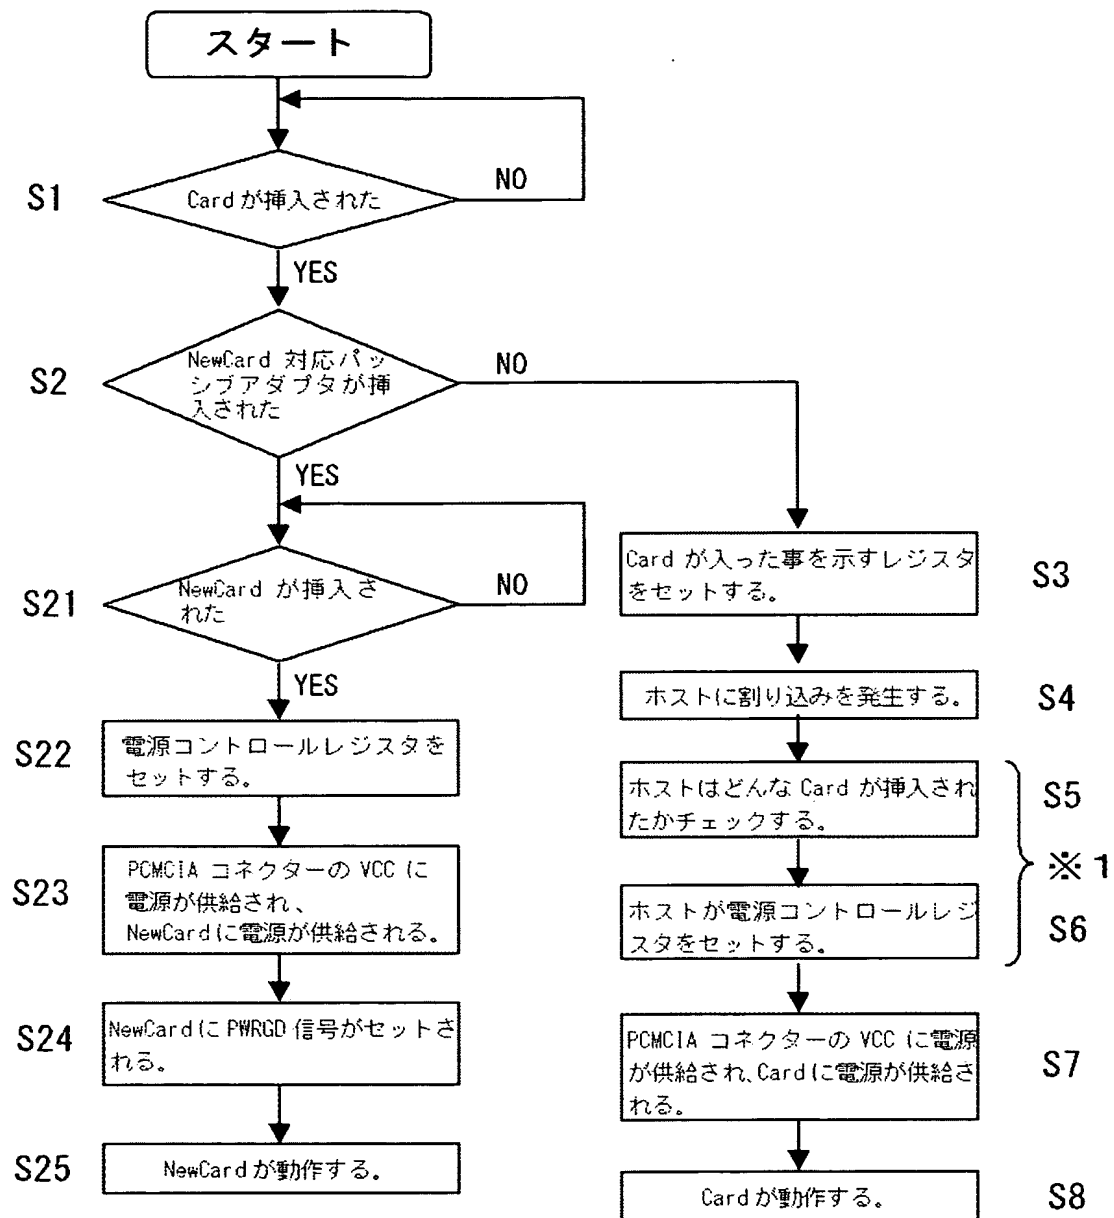 スタート
S1
Cardが挿入された
NO
YES
S2
NewCard 対応パッ
シブアダプタが挿
入された
NO
YES
S21
NewCard が挿入さ
れた
NO
YES
S22
電源コントロールレジスタを
セットする。
S23
PCMCIA コネクターの VCC に
電源が供給され、
NewCardに電源が供給される。
S24
NewCardに PWRGD 信号がセットさ
れる。
S25
NewCardが動作する。
Card が入った事を示すレジスタ
をセットする。
S3
ホストに割り込みを発生する。
S4
ホストはどんな Card が挿入され
たかチェックする。
S5
※1
ホストが電源コントロールレジ
スタをセットする。
S6
PCMCIA コネクターの VCC に電源
が供給され、Cardに電源が供給さ
れる。
S7
Cardが動作する。
S8